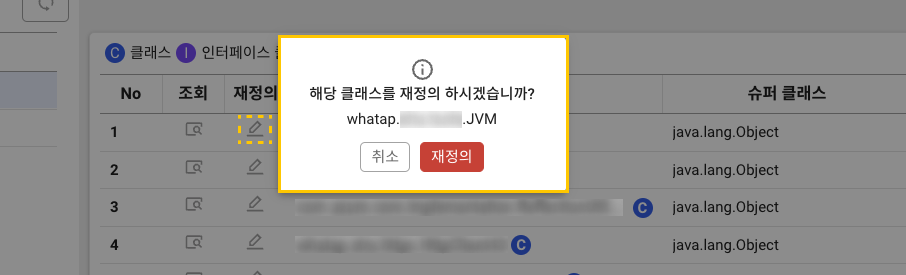 C 클래스 I 인터페이스
No 조회 재정의 슈퍼 클래스
해당 클래스를 재정의 하시겠습니까?
whatap. .JVM
취소 재정의
1 java.lang.Object
2 java.lang.Object
3 C java.lang.Object
4 C java.lang.Object